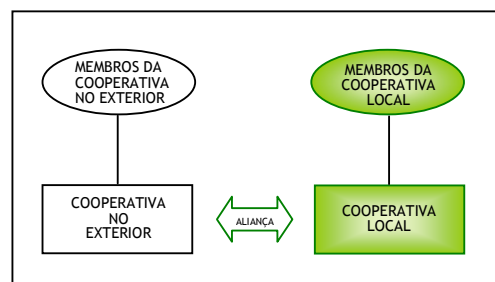 MEMBROS DA
COOPERATIVA
NO EXTERIOR
MEMBROS DA
COOPERATIVA
LOCAL
COOPERATIVA
NO
EXTERIOR
ALIANÇA
COOPERATIVA
LOCAL